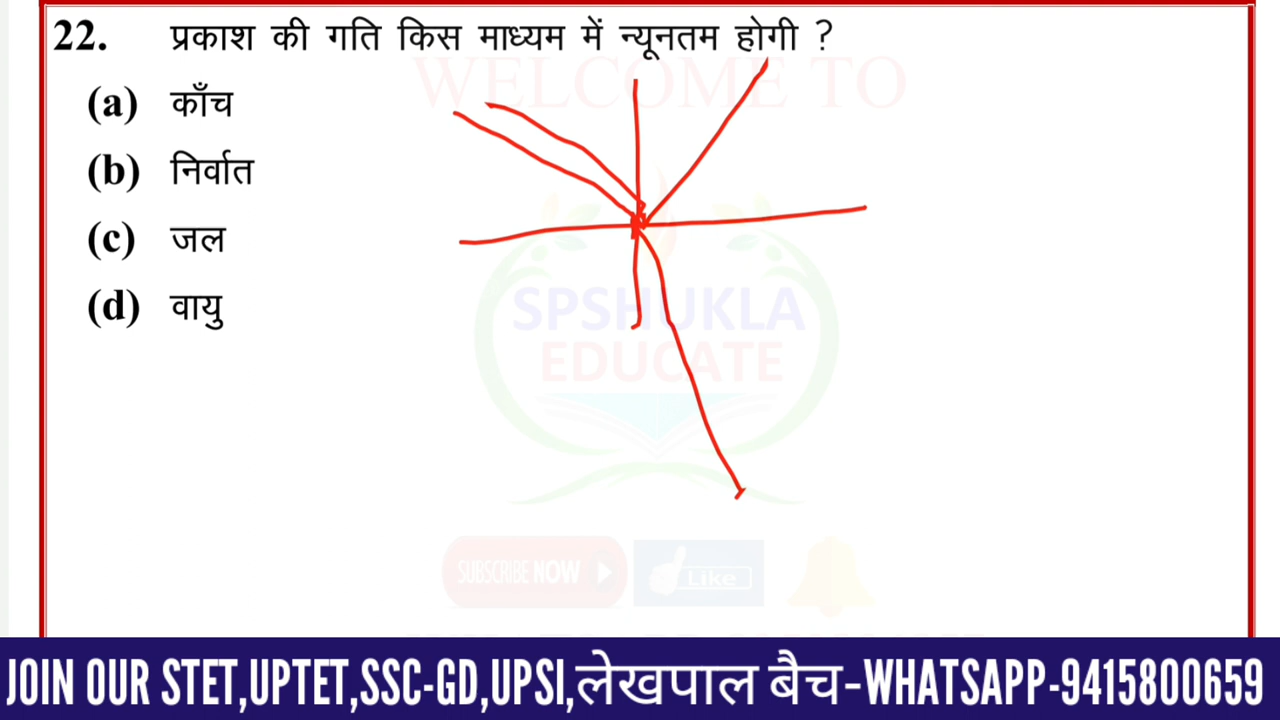 22. प्रकाश की गति किस माध्यम में न्यूनतम होगी ?
WELCOME TO
(a) काँच
(b) निर्वात
(c) जल
(d) वायु
SPSHUKLA
EDUCATE
SUBSCRIBE NOW
Like
JOIN OUR STET,UPTET,SSC-GD,UPSI,लेखपाल बैच-WHATSAPP-9415800659